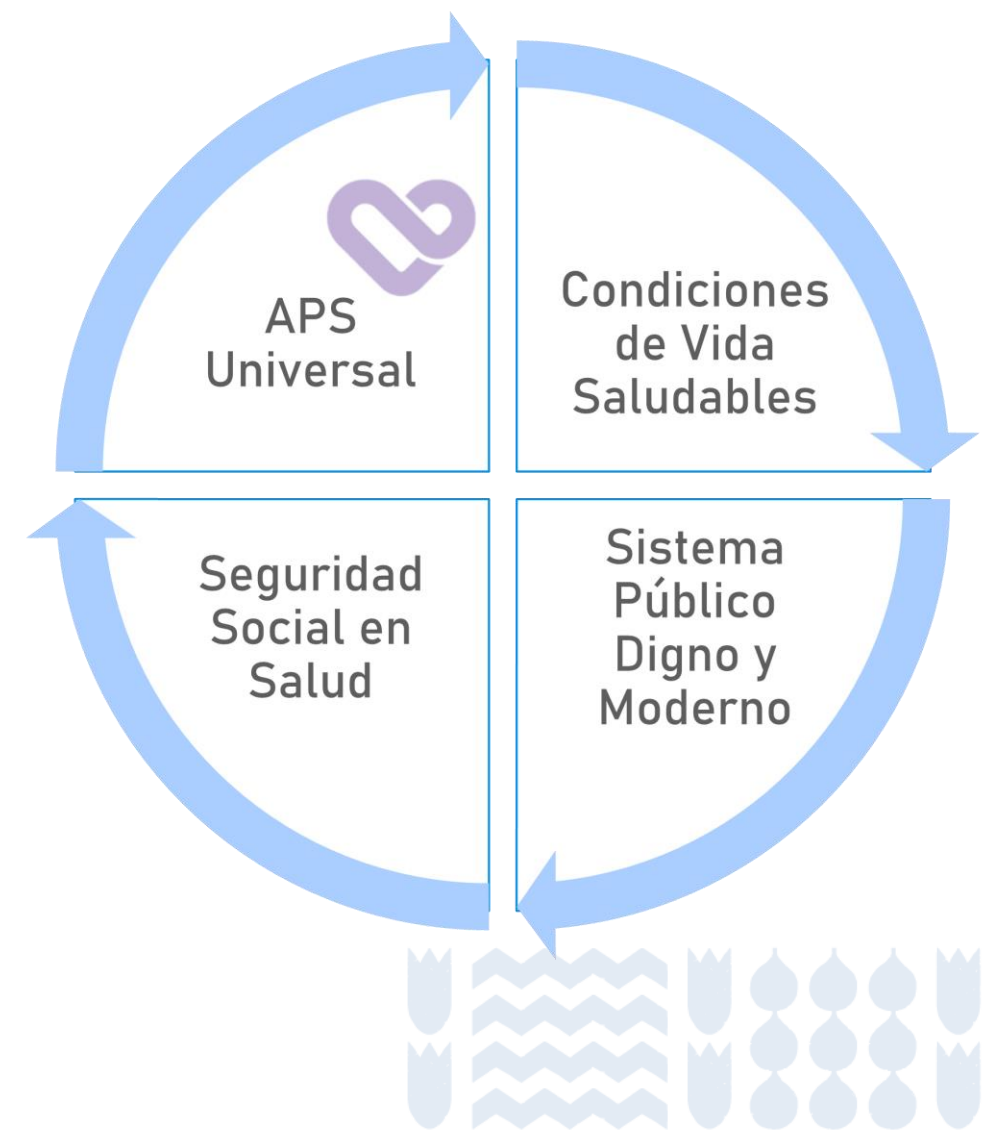 APS
Universal
Condiciones
de Vida
Saludables
Seguridad
Social en
Salud
Sistema
Público
Digno y
Moderno